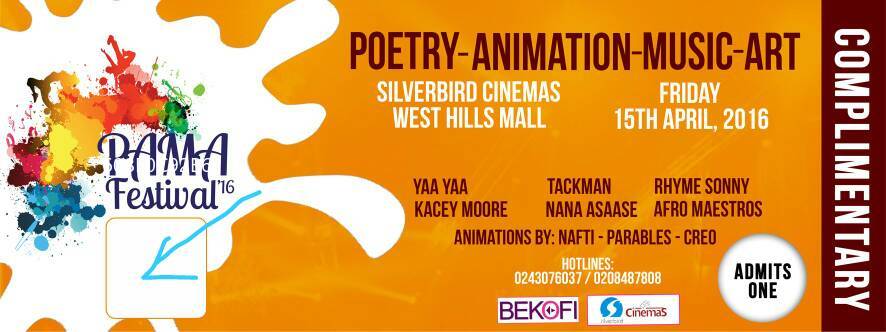 PAMA
Festival'16
POETRY-ANIMATION-MUSIC-ART
SILVERBIRD CINEMAS
WEST HILLS MALL
FRIDAY
15TH APRIL, 2016
YAA YAA
TACKMAN
RHYME SONNY
KACEY MOORE
NANA ASAASE
AFRO MAESTROS
ANIMATIONS BY: NAFTI - PARABLES - CREO
HOTLINES:
0243076037 / 0208487808
BEKOFI
silverbird
cinemas
ADMITS
ONE
COMPLIMENTARY